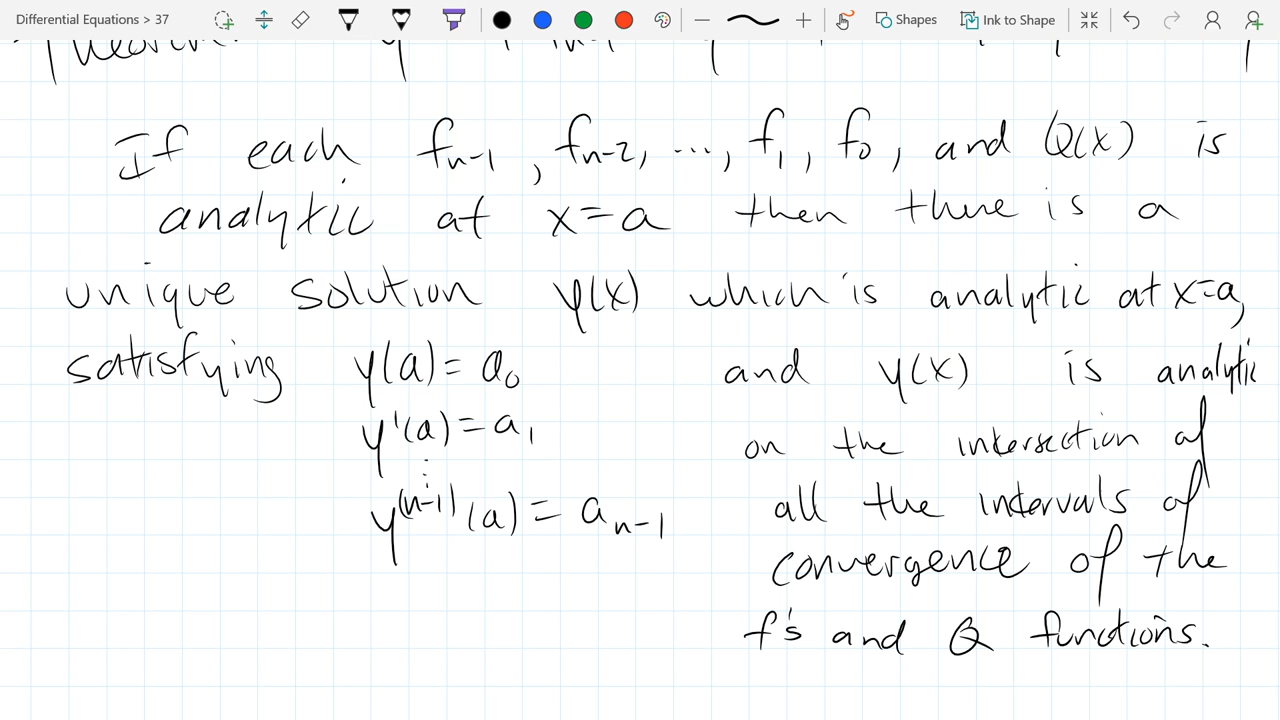 Differential Equations > 37
Shapes
Ink to Shape
Theorem
If each f_{n-1}, f_{n-2}, ..., f_1, f_0, and Q(x) is
analytic at x=a then there is a
unique solution y(x) which is analytic at x=a,
satisfying y(a) = a_0
y'(a) = a_1
⋮
y^{(n-1)}(a) = a_{n-1}
and y(x) is analytic
on the intersection of
all the intervals of
convergence of the
f's and Q functions.